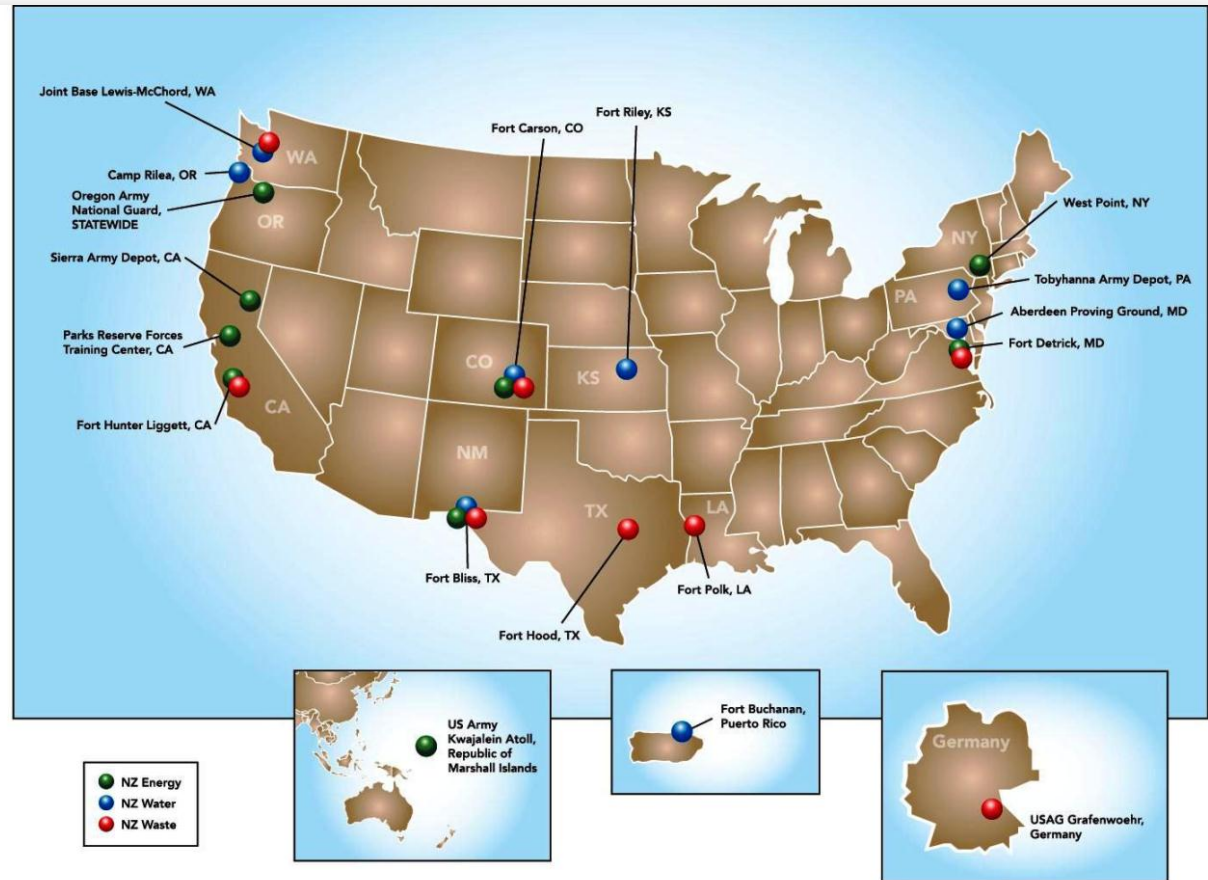 Joint Base Lewis-McChord, WA
Fort Carson, CO
Fort Riley, KS
WA
Camp Rilea, OR
Oregon Army
National Guard,
STATEWIDE
OR
West Point, NY
NY
Sierra Army Depot, CA
Tobyhanna Army Depot, PA
PA
Aberdeen Proving Ground, MD
Parks Reserve Forces
Training Center, CA
Fort Detrick, MD
CO
KS
CA
Fort Hunter Liggett, CA
NM
TX
LA
Fort Bliss, TX
Fort Polk, LA
Fort Hood, TX
US Army
Kwajalein Atoll,
Republic of
Marshall Islands
Fort Buchanan,
Puerto Rico
Germany
USAG Grafenwoehr,
Germany
NZ Energy
NZ Water
NZ Waste